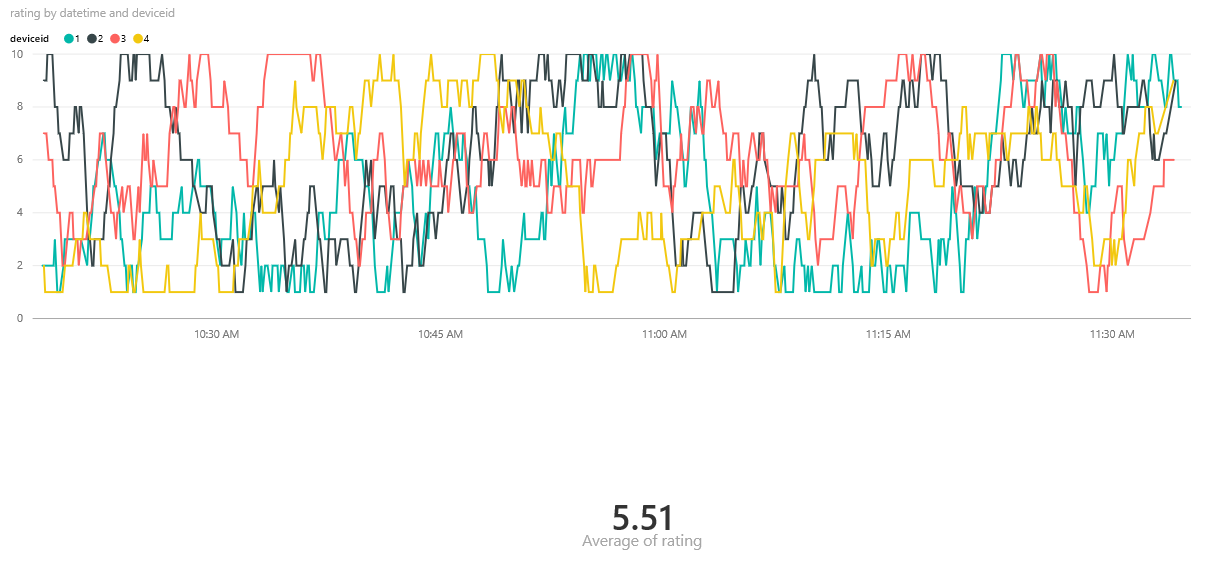 rating by datetime and deviceid
deviceid 1 2 3 4
10
8
6
4
2
0
10:30 AM 10:45 AM 11:00 AM 11:15 AM 11:30 AM
5.51
Average of rating